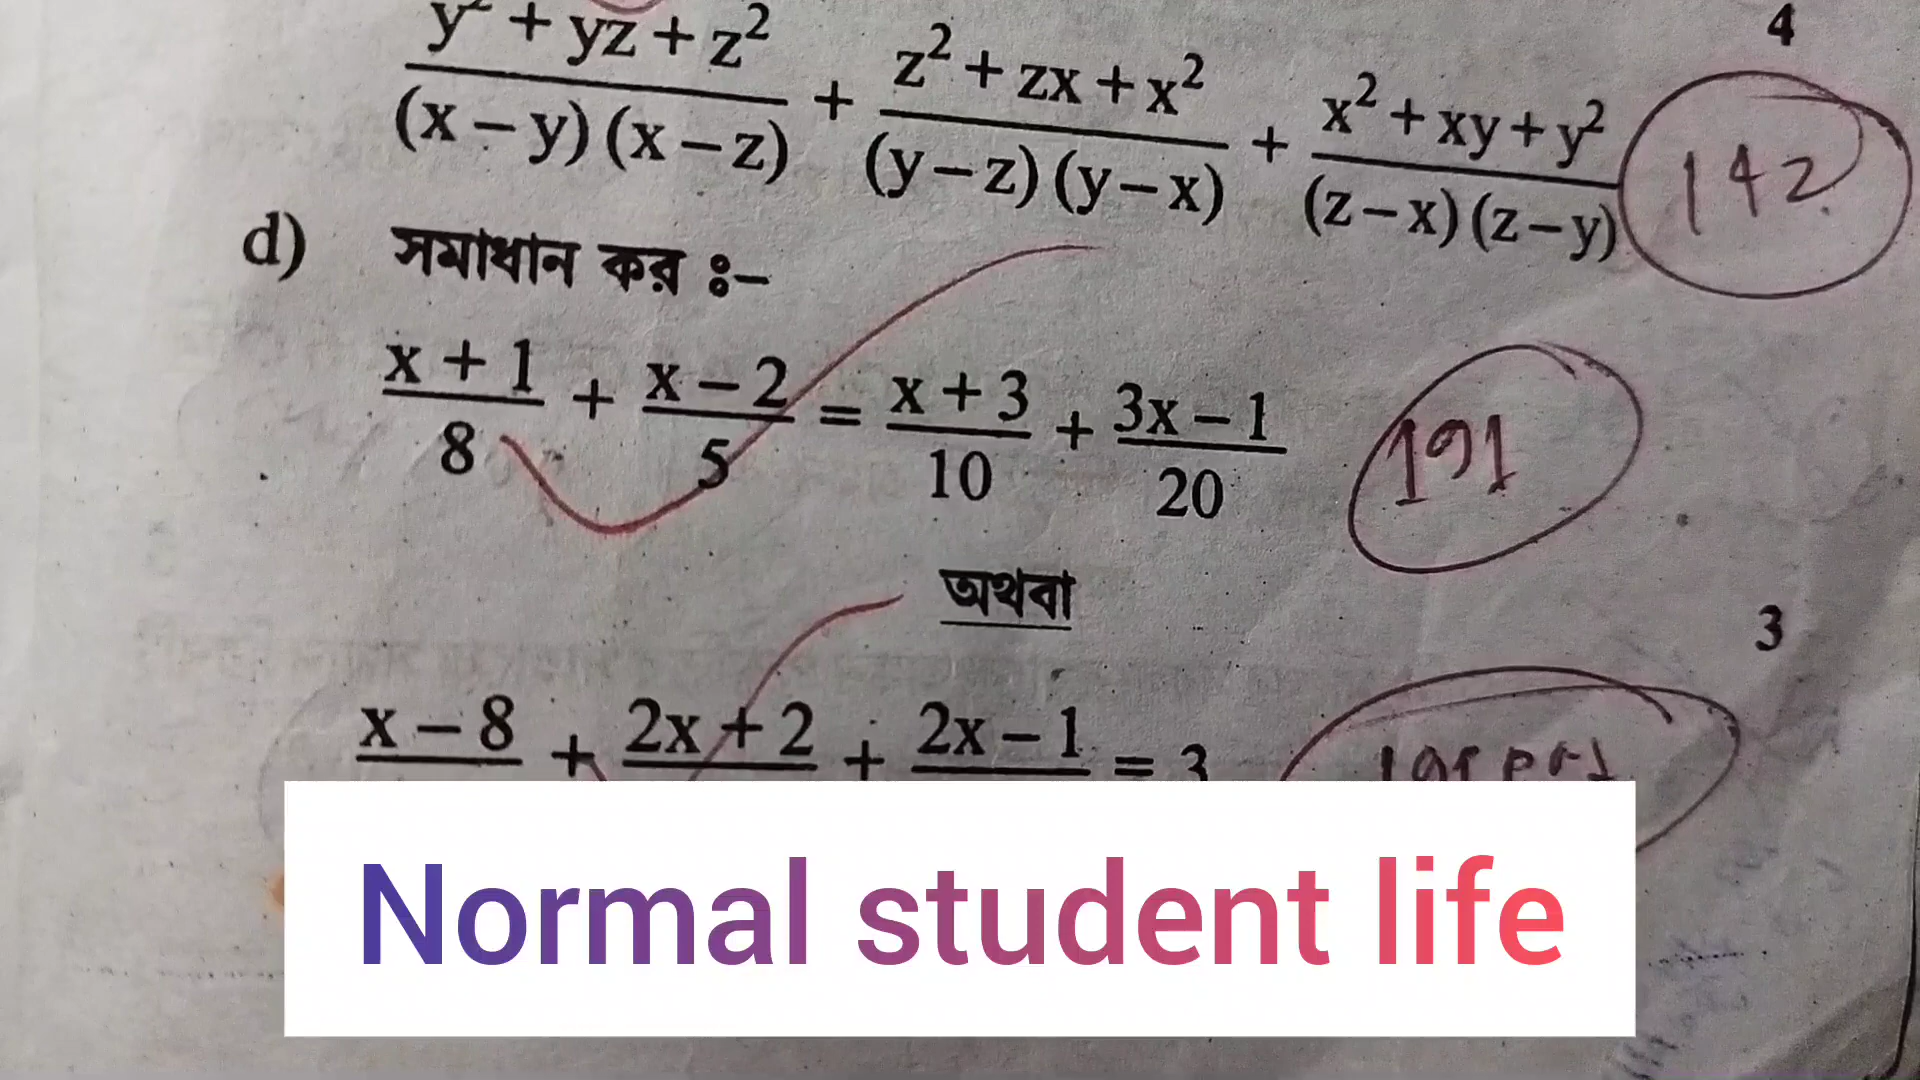 4
y² + yz + z² / (x – y) (x – z) + z² + zx + x² / (y – z) (y – x) + x² + xy + y² / (z – x) (z – y) 142
d) সমাধান কর ঃ–
x + 1 / 8 + x – 2 / 5 = x + 3 / 10 + 3x – 1 / 20 191
অথবা
3
x – 8 + 2x + 2 + 2x – 1 = 3
Normal student life